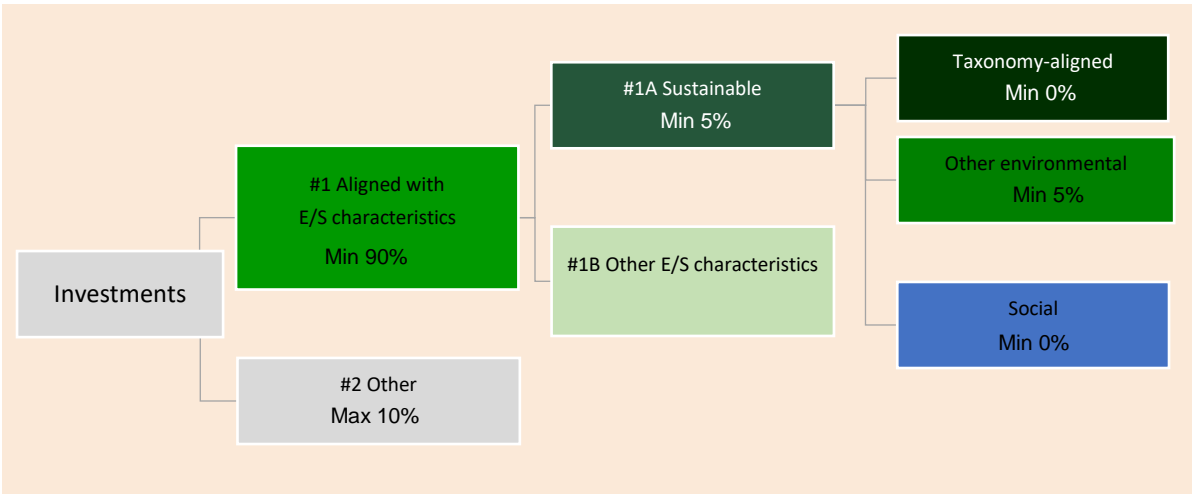 Investments
#1 Aligned with
E/S characteristics
Min 90%
#2 Other
Max 10%
#1A Sustainable
Min 5%
#1B Other E/S characteristics
Taxonomy-aligned
Min 0%
Other environmental
Min 5%
Social
Min 0%